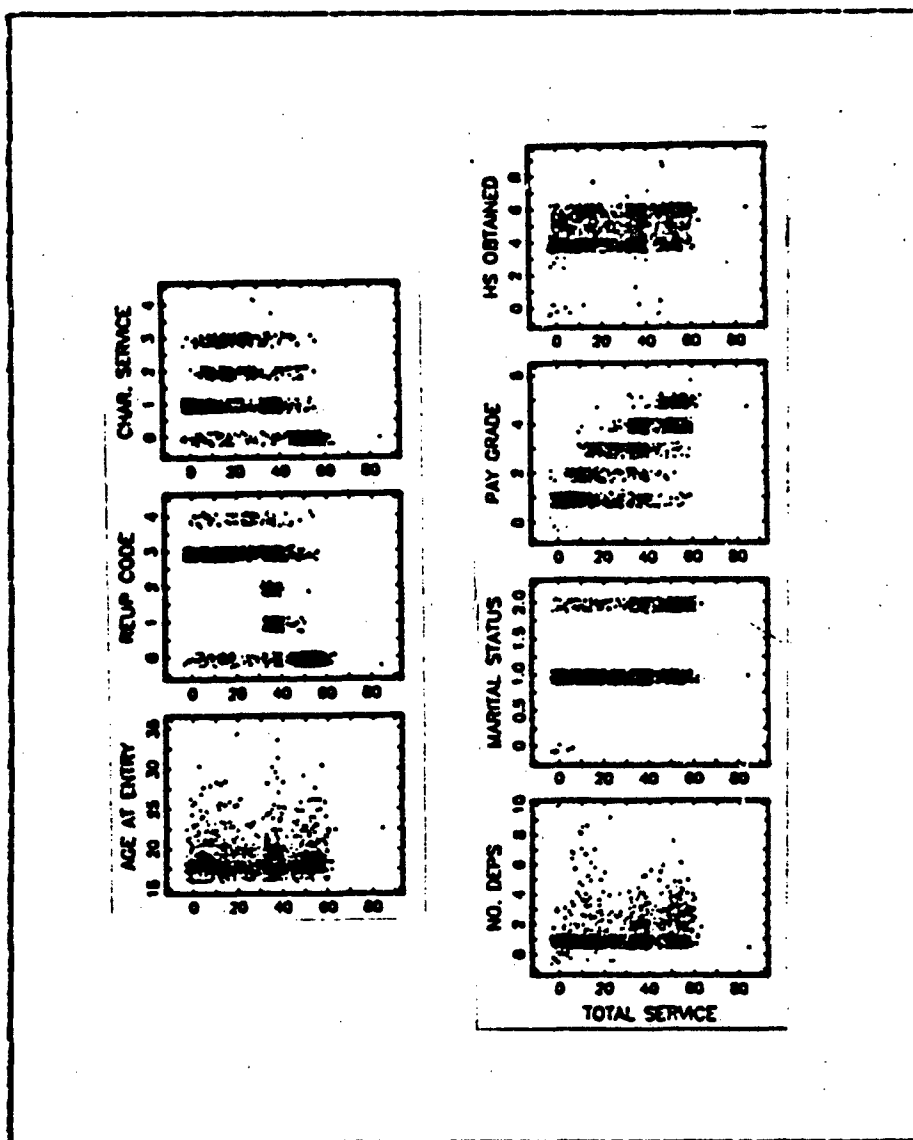 CHAR. SERVICE
0 1 2 3 4
0 20 40 60 80
REUP CODE
0 1 2 3 4
0 20 40 60 80
AGE AT ENTRY
15 20 25 30 35
0 20 40 60 80
HS OBTAINED
0 2 4 6 8
0 20 40 60 80
PAY GRADE
0 2 4 6
0 20 40 60 80
MARITAL STATUS
0 0.5 1.0 1.5 2.0
0 20 40 60 80
NO. DEPS
0 2 4 6 8 10
0 20 40 60 80
TOTAL SERVICE